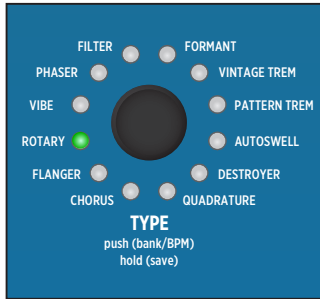 FILTER
FORMANT
PHASER
VINTAGE TREM
VIBE
PATTERN TREM
ROTARY
AUTOSWELL
FLANGER
DESTROYER
CHORUS
QUADRATURE
TYPE
push (bank/BPM)
hold (save)